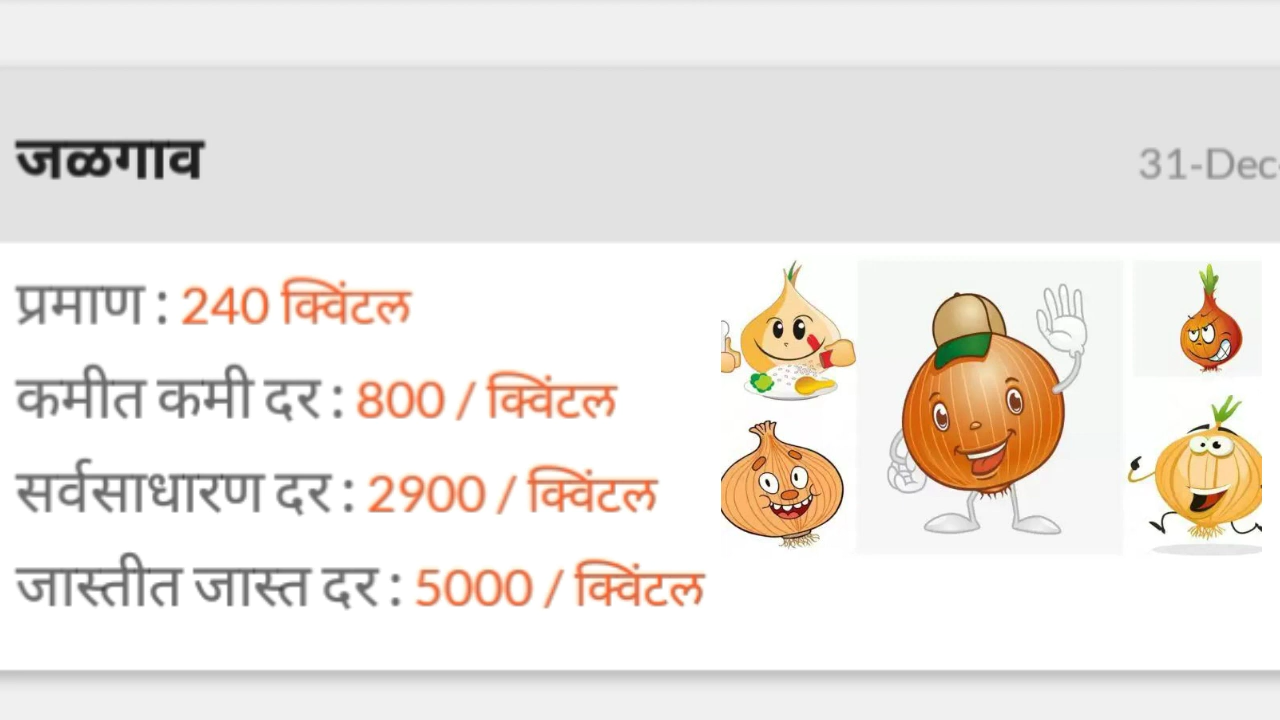 जळगाव
31-Dec-
प्रमाण : 240 क्विंटल
कमीत कमी दर : 800 / क्विंटल
सर्वसाधारण दर : 2900 / क्विंटल
जास्तीत जास्त दर : 5000 / क्विंटल